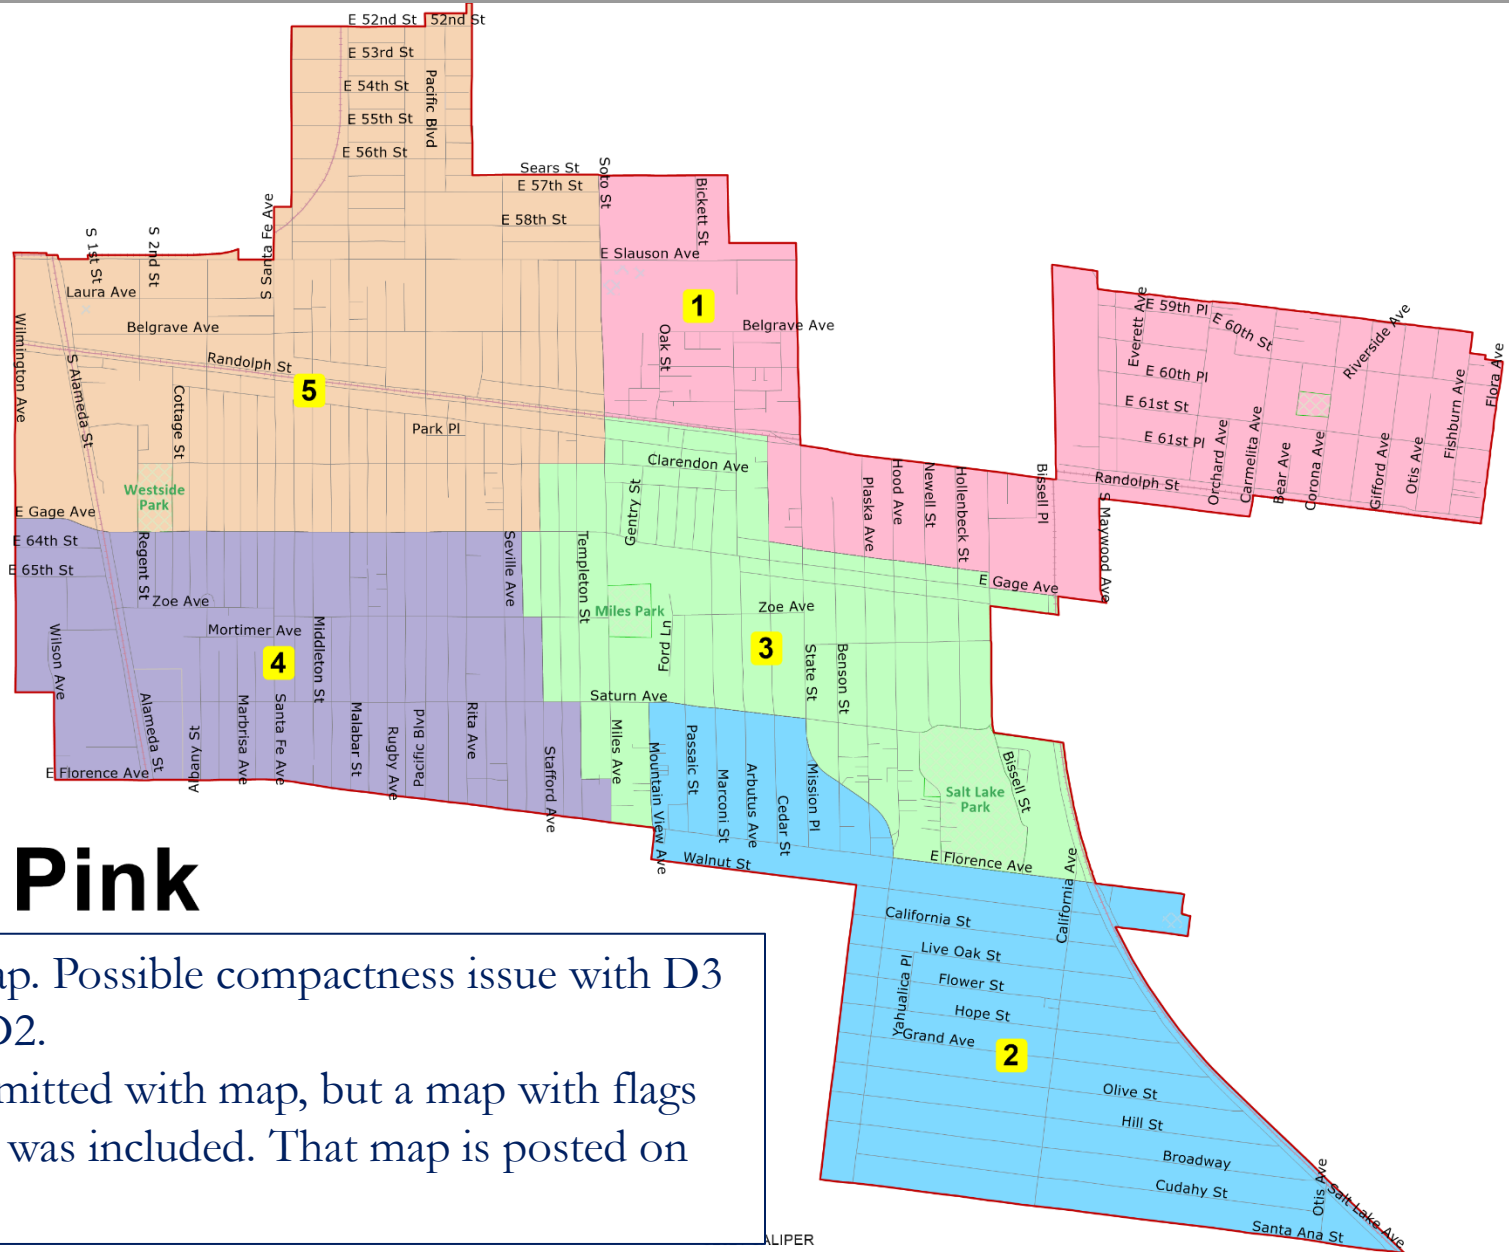 E 52nd St
52nd St
E 53rd St
E 54th St
Pacific Blvd
E 55th St
E 56th St
Sears St
E 57th St
Soto St
Bickett St
E 58th St
S Santa Fe Ave
S 1st St
S 2nd St
E Slauson Ave
Laura Ave
Belgrave Ave
1
Oak St
Belgrave Ave
Everett Ave
E 59th Pl
E 60th St
Riverside Ave
Flora Ave
Wilmington Ave
S Alameda St
Randolph St
5
Cottage St
Park Pl
E 60th Pl
E 61st St
E 61st Pl
Orchard Ave
Carmelita Ave
Bear Ave
Corona Ave
Gifford Ave
Otis Ave
Fishburn Ave
Clarendon Ave
Gentry St
Plaska Ave
Hood Ave
Newell St
Hollenbeck St
Bissell Pl
Randolph St
S Maywood Ave
Westside
Park
E Gage Ave
E 64th St
E 65th St
Regent St
Seville Ave
Templeton St
E Gage Ave
Zoe Ave
Miles Park
Zoe Ave
Mortimer Ave
Middleton St
Wilson Ave
4
Ford Ln
3
State St
Benson St
Saturn Ave
Alameda St
Albany St
Marbrisa Ave
Santa Fe Ave
Malabar St
Rugby Ave
Pacific Blvd
Rita Ave
Stafford Ave
Miles Ave
Mountain View Ave
Passaic St
Marconi St
Arbutus Ave
Cedar St
Mission Pl
Bissell St
Salt Lake
Park
E Florence Ave
Walnut St
E Florence Ave
California Ave
Pink
California St
Live Oak St
Yahualica Pl
Flower St
Hope St
Grand Ave
2
Olive St
Hill St
Broadway
Cudahy St
Otis Ave
Salt Lake Ave
Santa Ana St
ap. Possible compactness issue with D3
D2.
mitted with map, but a map with flags
was included. That map is posted on
ALIPER